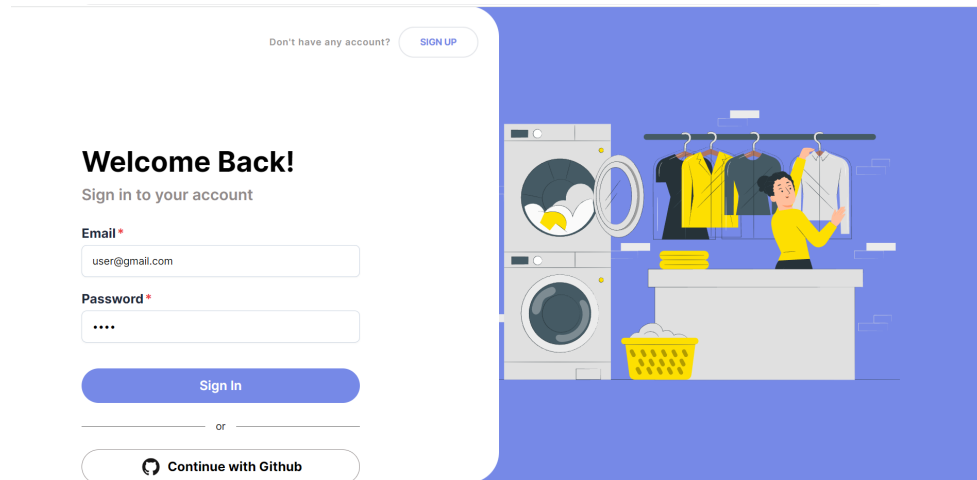 Don't have any account? SIGN UP
Welcome Back!
Sign in to your account
Email*
user@gmail.com
Password*
••••
Sign In
or
Continue with Github